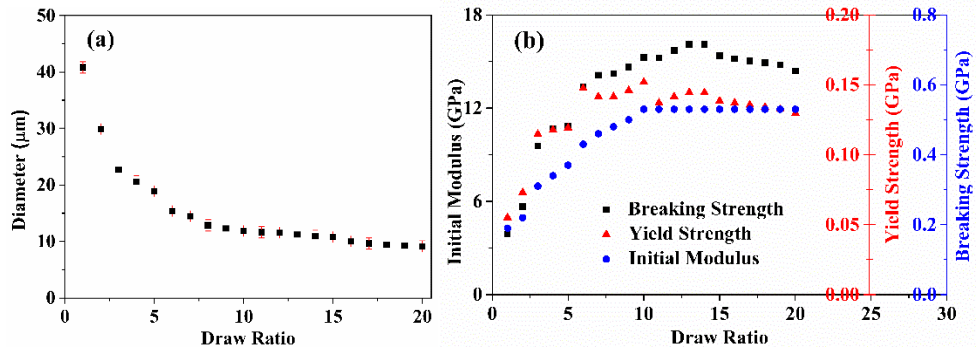 (a)
50
40
30
20
10
0
Diameter (μm)
0 5 10 15 20
Draw Ratio
(b)
18
12
6
0
Initial Modulus (GPa)
Breaking Strength
Yield Strength
Initial Modulus
0.20
0.15
0.10
0.05
0.00
Yield Strength (GPa)
0.8
0.6
0.4
0.2
0.0
Breaking Strength (GPa)
0 5 10 15 20 25 30
Draw Ratio